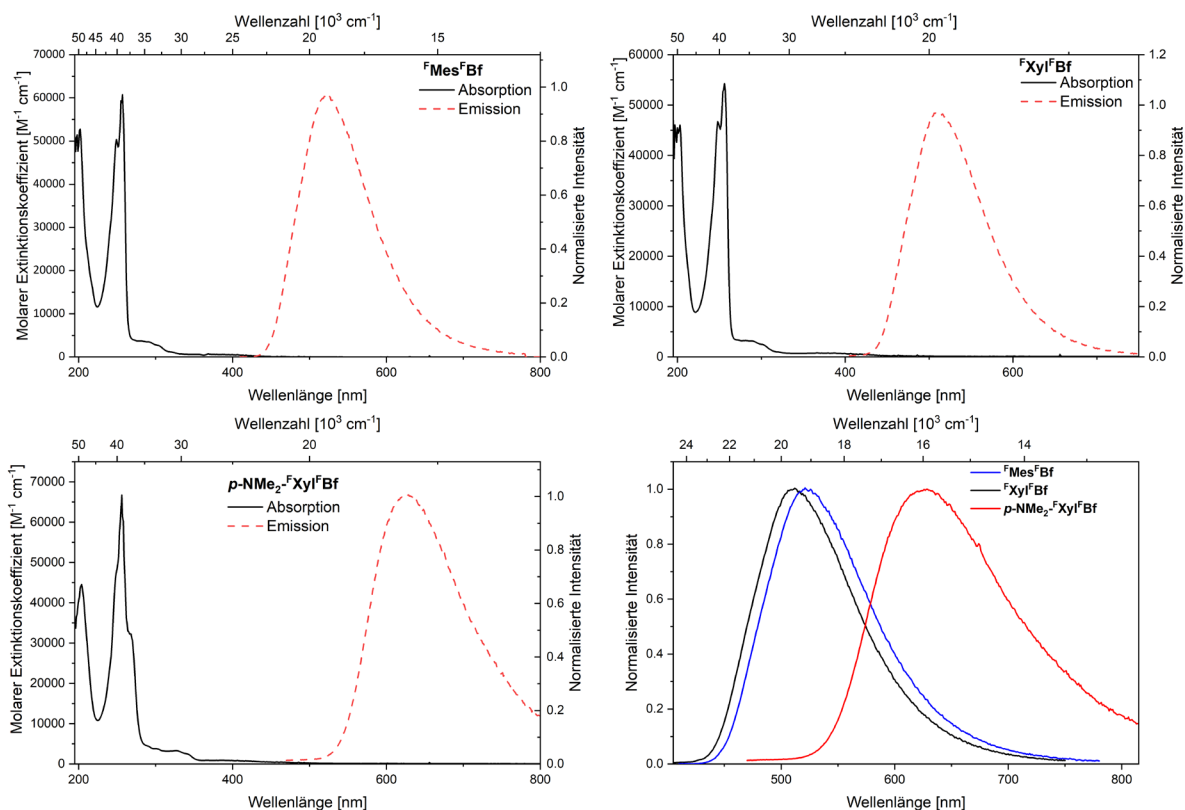 Wellenzahl [10³ cm⁻¹]
50 45 40 35 30 25 20 15
ᶠMesᶠBf
Absorption
Emission
Molarer Extinktionskoeffizient [M⁻¹ cm⁻¹]
70000
60000
50000
40000
30000
20000
10000
0
Normalisierte Intensität
1.0
0.8
0.6
0.4
0.2
0.0
200 400 600 800
Wellenlänge [nm]
Wellenzahl [10³ cm⁻¹]
50 40 30 20
ᶠXylᶠBf
Absorption
Emission
Molarer Extinktionskoeffizient [M⁻¹ cm⁻¹]
60000
50000
40000
30000
20000
10000
0
Normalisierte Intensität
1.2
1.0
0.8
0.6
0.4
0.2
0.0
200 400 600
Wellenlänge [nm]
Wellenzahl [10³ cm⁻¹]
50 40 30 20
p-NMe₂-ᶠXylᶠBf
Absorption
Emission
Molarer Extinktionskoeffizient [M⁻¹ cm⁻¹]
70000
60000
50000
40000
30000
20000
10000
0
Normalisierte Intensität
1.0
0.8
0.6
0.4
0.2
0.0
200 400 600 800
Wellenlänge [nm]
Wellenzahl [10³ cm⁻¹]
24 22 20 18 16 14
ᶠMesᶠBf
ᶠXylᶠBf
p-NMe₂-ᶠXylᶠBf
Normalisierte Intensität
1.0
0.8
0.6
0.4
0.2
0.0
500 600 700 800
Wellenlänge [nm]